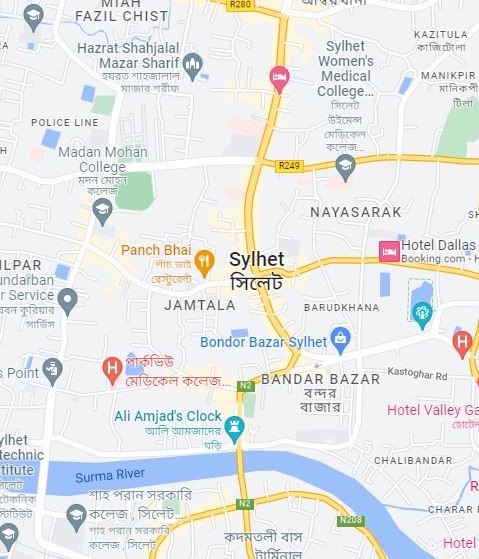 MIAH
FAZIL CHIST
R280
Hazrat Shahjalal
Mazar Sharif
হযরত শাহজালাল
মাজার শরীফ
Sylhet
Women's
Medical
College...
সিলেট
উইমেন্স
মেডিকেল
কলেজ...
KAZITULA
কাজিটোলা
MANIKPIR
টিলা
POLICE LINE
Madan Mohan
College
মদন মোহন
কলেজ
R249
NAYASARAK
Panch Bhai
পাঁচ ভাই
রেস্টুরেন্ট
Sylhet
সিলেট
Hotel Dallas
Booking.com
JAMTALA
BARUDKHANA
Bondor Bazar Sylhet
পার্কভিউ
মেডিকেল কলেজ...
N2
BANDAR BAZAR
বন্দর
বাজার
Kastoghar Rd
Ali Amjad's Clock
আলি আমজাদের
ঘড়ি
Hotel Valley Ga
CHALIBANDAR
Surma River
শাহ পরান সরকারি
কলেজ , সিলেট...
শাহ পরান সরকারি
কলেজ , সিলেট...
N2
N208
কদমতলী বাস
টার্মিনাল